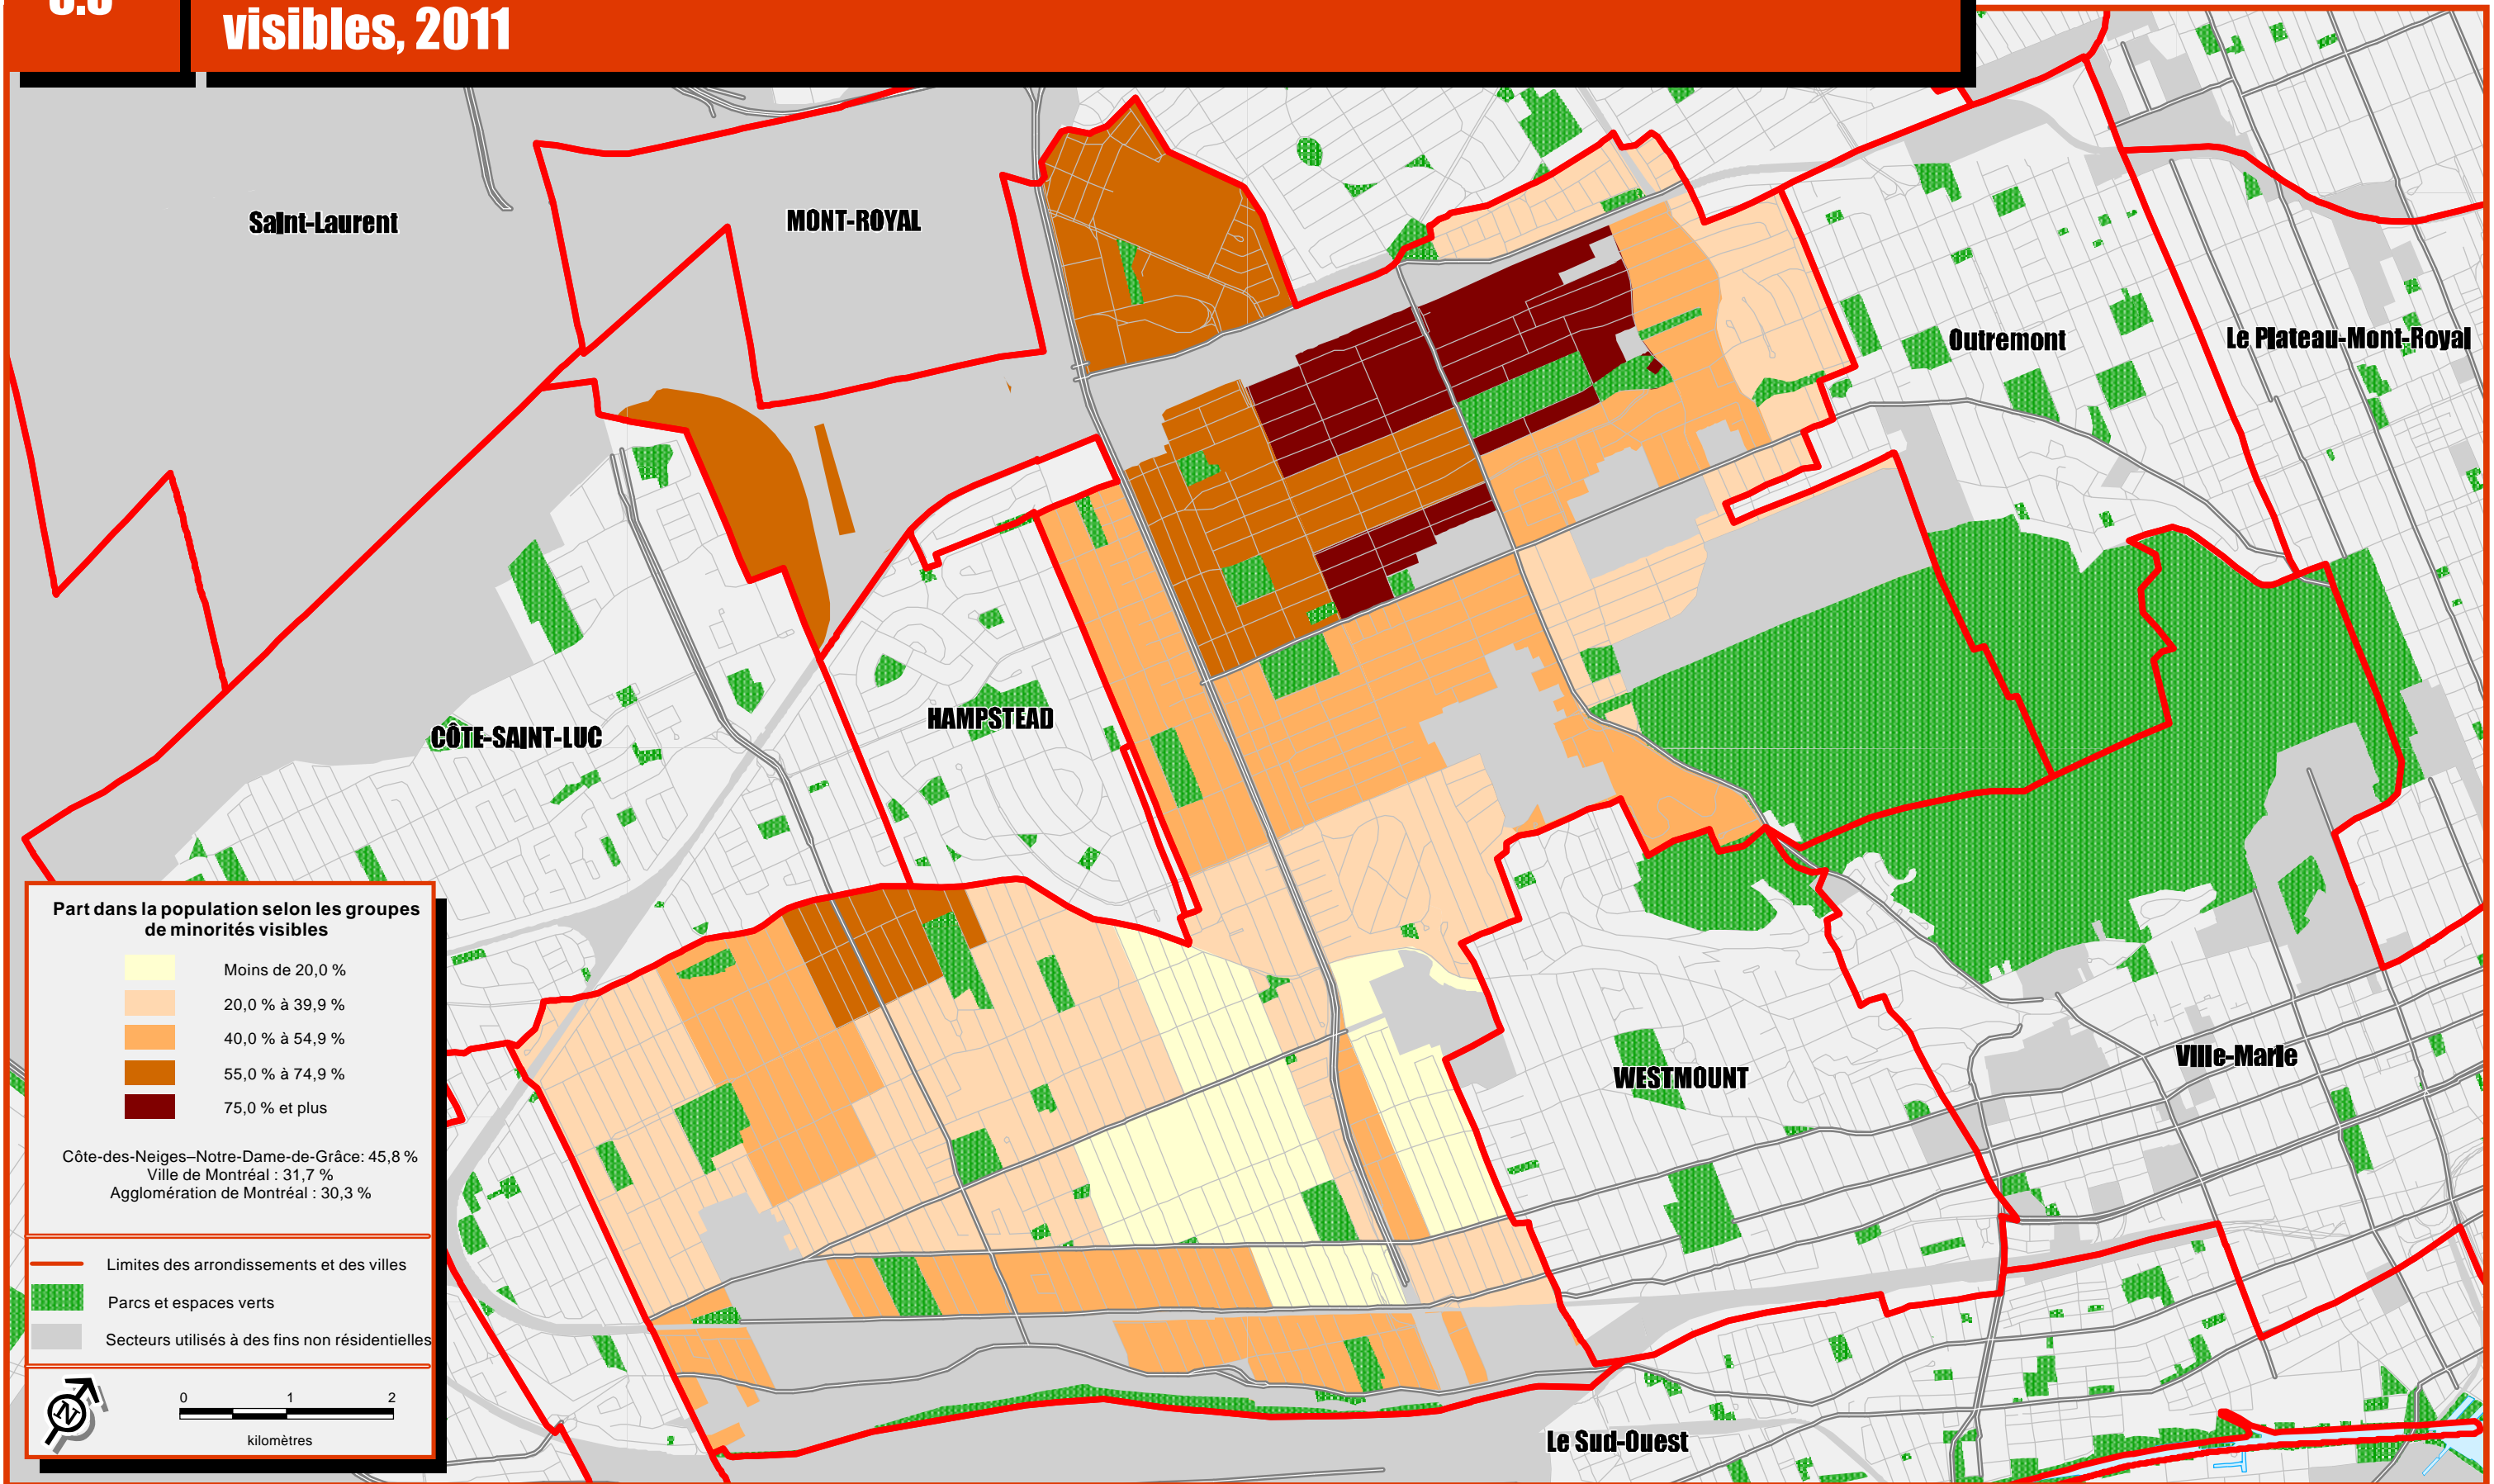 visibles, 2011
Saint-Laurent
MONT-ROYAL
Outremont
Le Plateau-Mont-Royal
CÔTE-SAINT-LUC
HAMPSTEAD
WESTMOUNT
Ville-Marie
Le Sud-Ouest
Part dans la population selon les groupes
de minorités visibles
Moins de 20,0 %
20,0 % à 39,9 %
40,0 % à 54,9 %
55,0 % à 74,9 %
75,0 % et plus
Côte-des-Neiges–Notre-Dame-de-Grâce: 45,8 %
Ville de Montréal : 31,7 %
Agglomération de Montréal : 30,3 %
Limites des arrondissements et des villes
Parcs et espaces verts
Secteurs utilisés à des fins non résidentielles
N
0 1 2
kilomètres